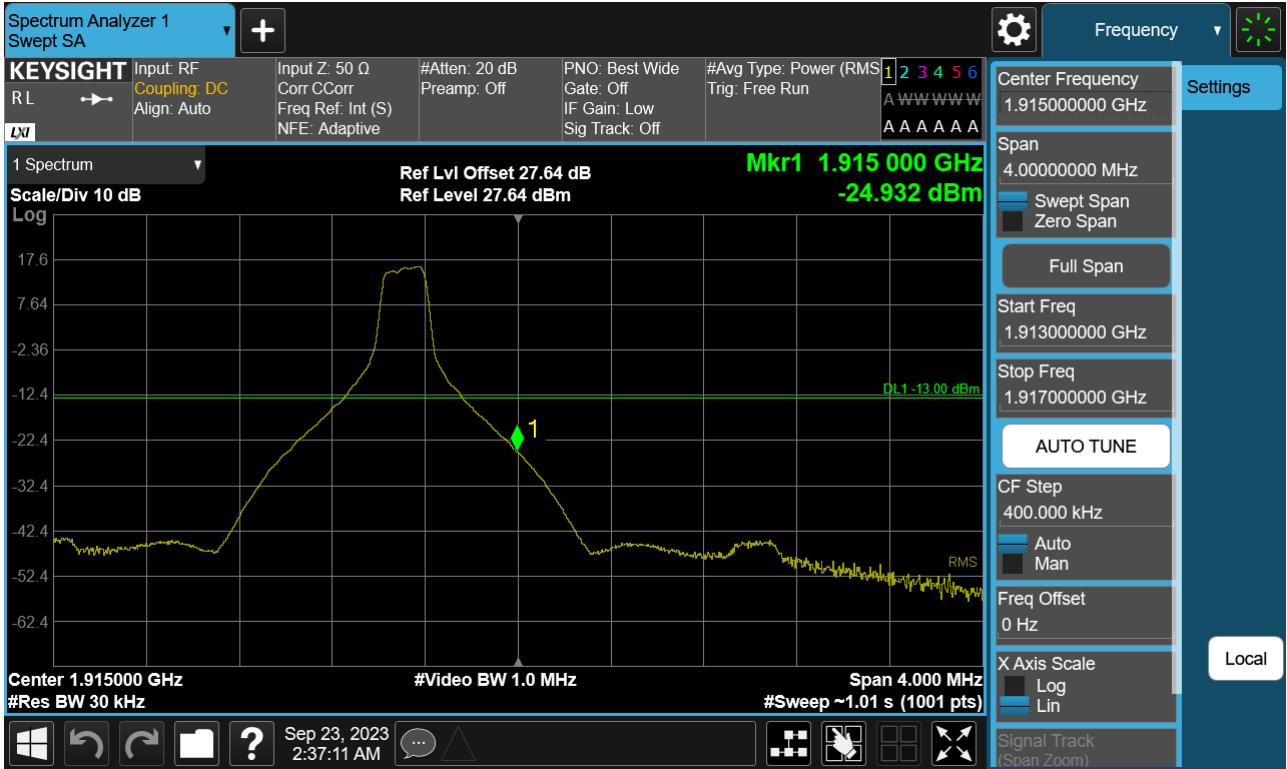 Spectrum Analyzer 1
Swept SA
Frequency
KEYSIGHT
R L
LXI
Input: RF
Coupling: DC
Align: Auto
Input Z: 50 Ω
Corr CCorr
Freq Ref: Int (S)
NFE: Adaptive
#Atten: 20 dB
Preamp: Off
PNO: Best Wide
Gate: Off
IF Gain: Low
Sig Track: Off
#Avg Type: Power (RMS
Trig: Free Run
1 2 3 4 5 6
A W W W W W
A A A A A A
1 Spectrum
Scale/Div 10 dB
Log
Ref Lvl Offset 27.64 dB
Ref Level 27.64 dBm
Mkr1 1.915 000 GHz
-24.932 dBm
17.6
7.64
-2.36
-12.4
-22.4
-32.4
-42.4
-52.4
-62.4
DL1 -13.00 dBm
1
RMS
Center 1.915000 GHz
#Video BW 1.0 MHz
Span 4.000 MHz
#Res BW 30 kHz
#Sweep ~1.01 s (1001 pts)
Center Frequency
1.915000000 GHz
Settings
Span
4.00000000 MHz
Swept Span
Zero Span
Full Span
Start Freq
1.913000000 GHz
Stop Freq
1.917000000 GHz
AUTO TUNE
CF Step
400.000 kHz
Auto
Man
Freq Offset
0 Hz
X Axis Scale
Log
Lin
Local
Signal Track
(Span Zoom)
?
Sep 23, 2023
2:37:11 AM